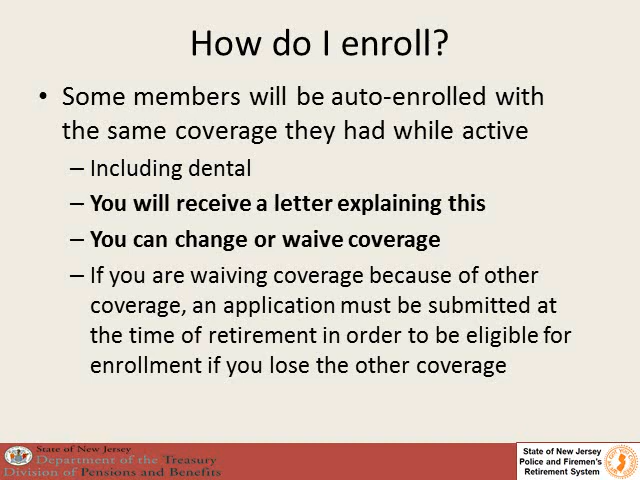 How do I enroll?
• Some members will be auto-enrolled with
the same coverage they had while active
– Including dental
– You will receive a letter explaining this
– You can change or waive coverage
– If you are waiving coverage because of other
coverage, an application must be submitted at
the time of retirement in order to be eligible for
enrollment if you lose the other coverage
State of New Jersey
Department of the Treasury
Division of Pensions and Benefits
State of New Jersey
Police and Firemen's
Retirement System